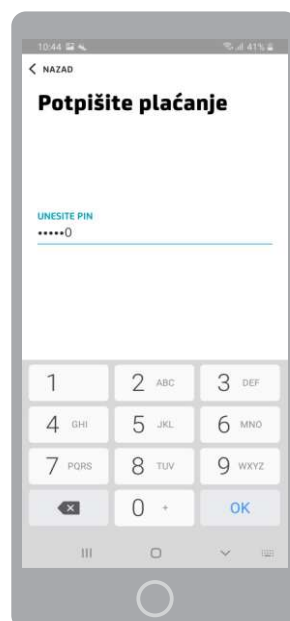 10:44 41%
NAZAD
Potpišite plaćanje
UNESITE PIN
•••••0
1 2 ABC 3 DEF
4 GHI 5 JKL 6 MNO
7 PQRS 8 TUV 9 WXYZ
0 + OK